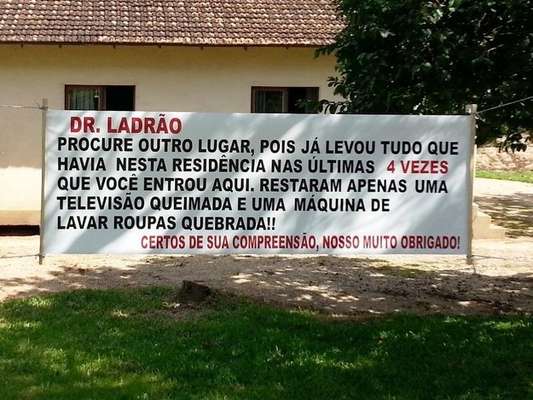 DR. LADRÃO
PROCURE OUTRO LUGAR, POIS JÁ LEVOU TUDO QUE
HAVIA NESTA RESIDÊNCIA NAS ÚLTIMAS 4 VEZES
QUE VOCÊ ENTROU AQUI. RESTARAM APENAS UMA
TELEVISÃO QUEIMADA E UMA MÁQUINA DE
LAVAR ROUPAS QUEBRADA!!
CERTOS DE SUA COMPREENSÃO, NOSSO MUITO OBRIGADO!